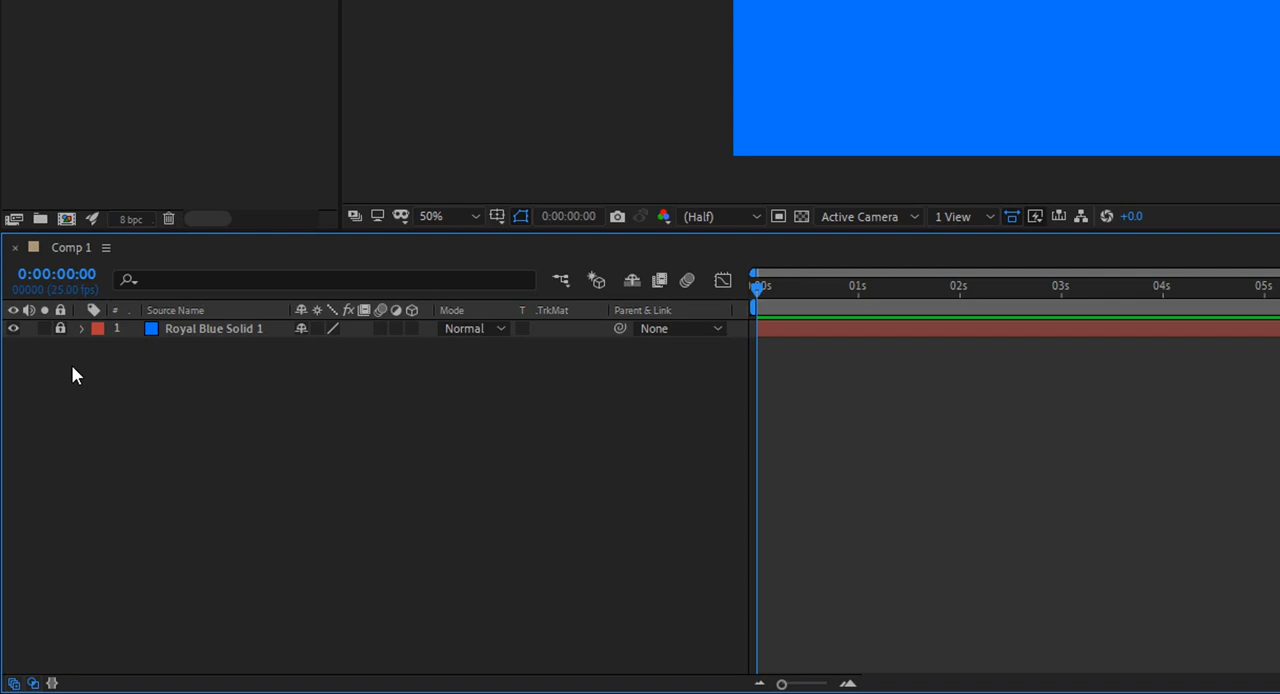 8 bpc
50%
0:00:00:00
(Half)
Active Camera
1 View
+0.0
Comp 1
0:00:00:00
00000 (25.00 fps)
:00s 01s 02s 03s 04s 05s
# . Source Name fx Mode T .TrkMat Parent & Link
1 Royal Blue Solid 1 Normal None